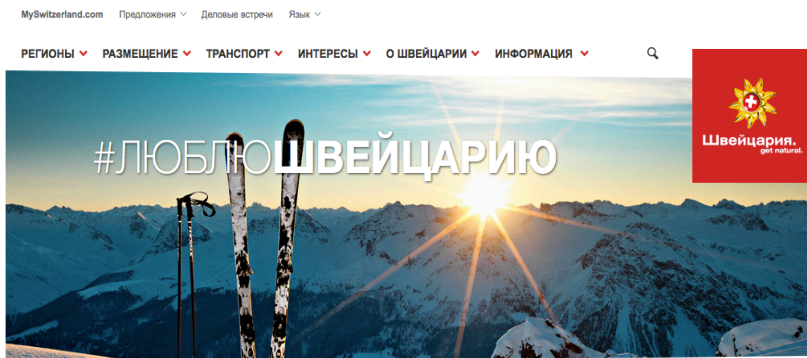 MySwitzerland.com Предложения Деловые встречи Язык
РЕГИОНЫ РАЗМЕЩЕНИЕ ТРАНСПОРТ ИНТЕРЕСЫ О ШВЕЙЦАРИИ ИНФОРМАЦИЯ
#ЛЮБЛЮШВЕЙЦАРИЮ
Швейцария.
get natural.